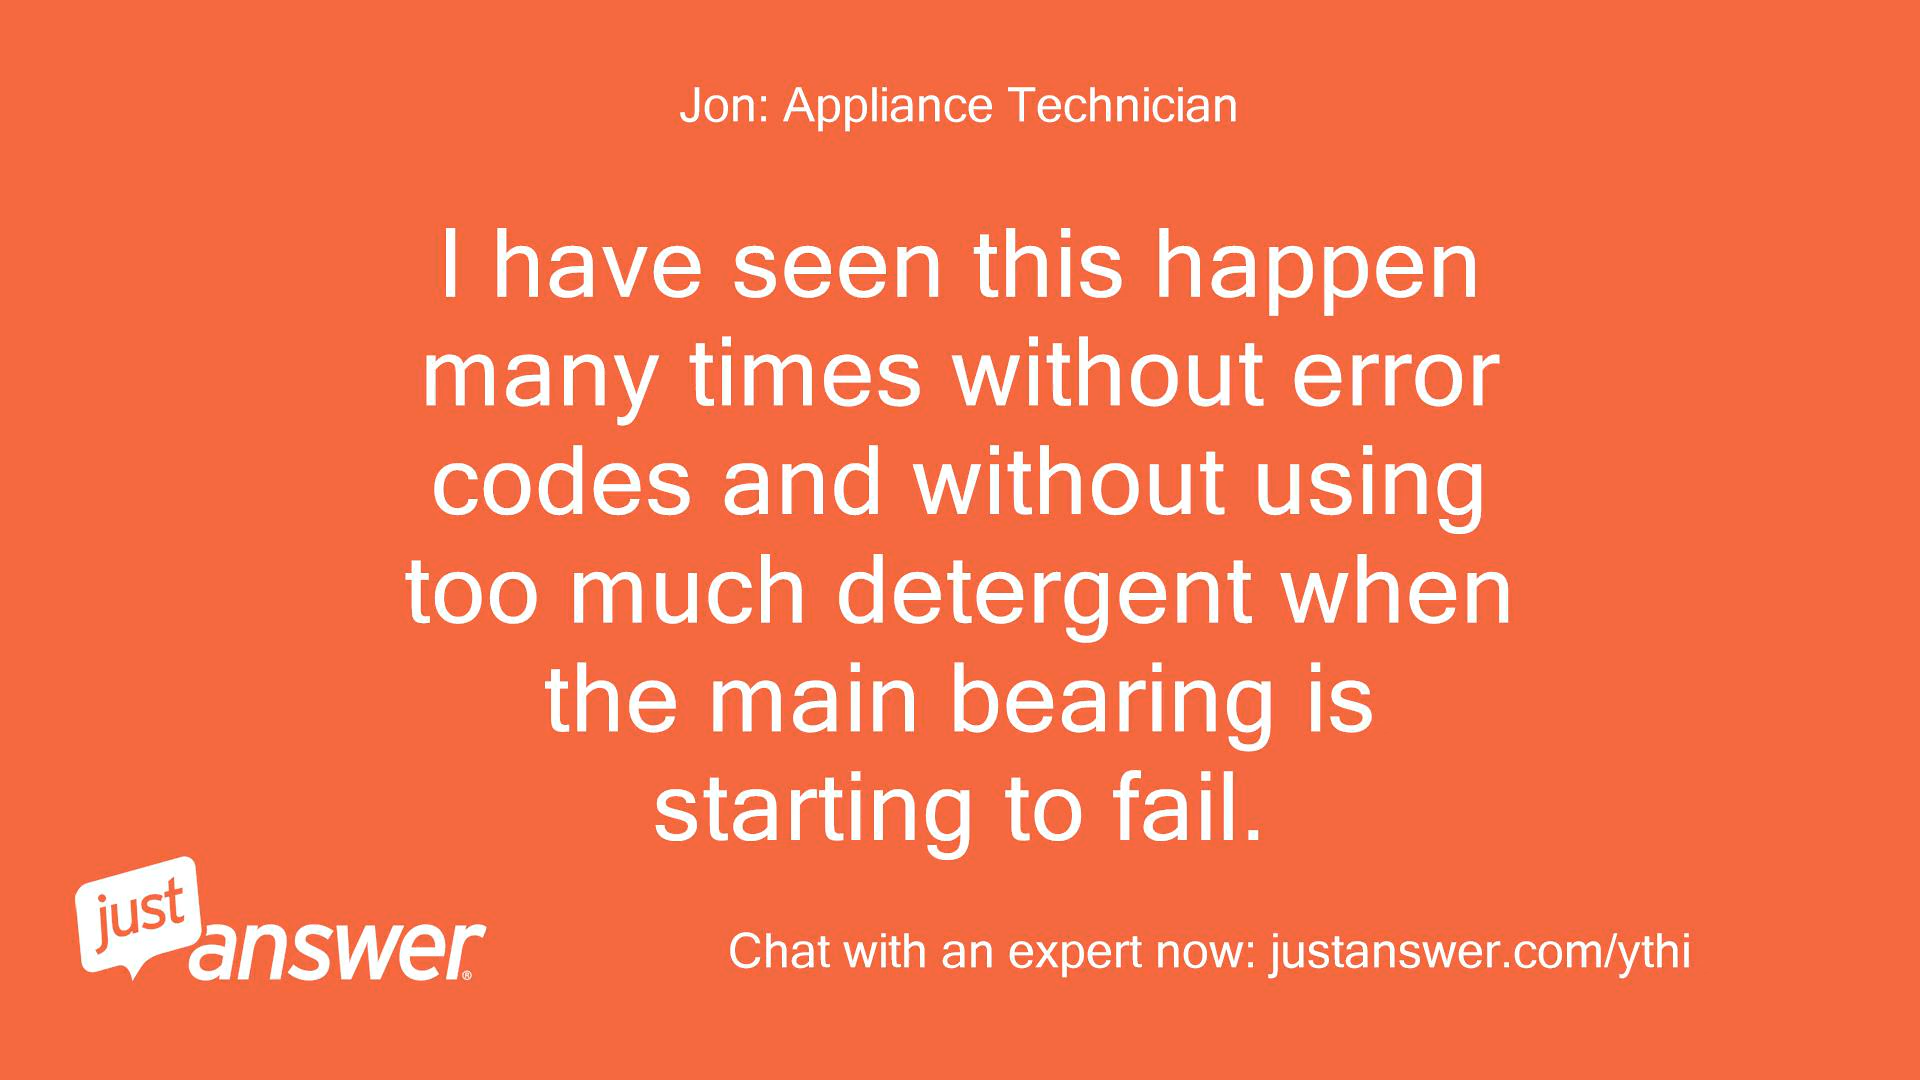 Jon: Appliance Technician
I have seen this happen
many times without error
codes and without using
too much detergent when
the main bearing is
starting to fail.
just
answer®
Chat with an expert now: justanswer.com/ythi